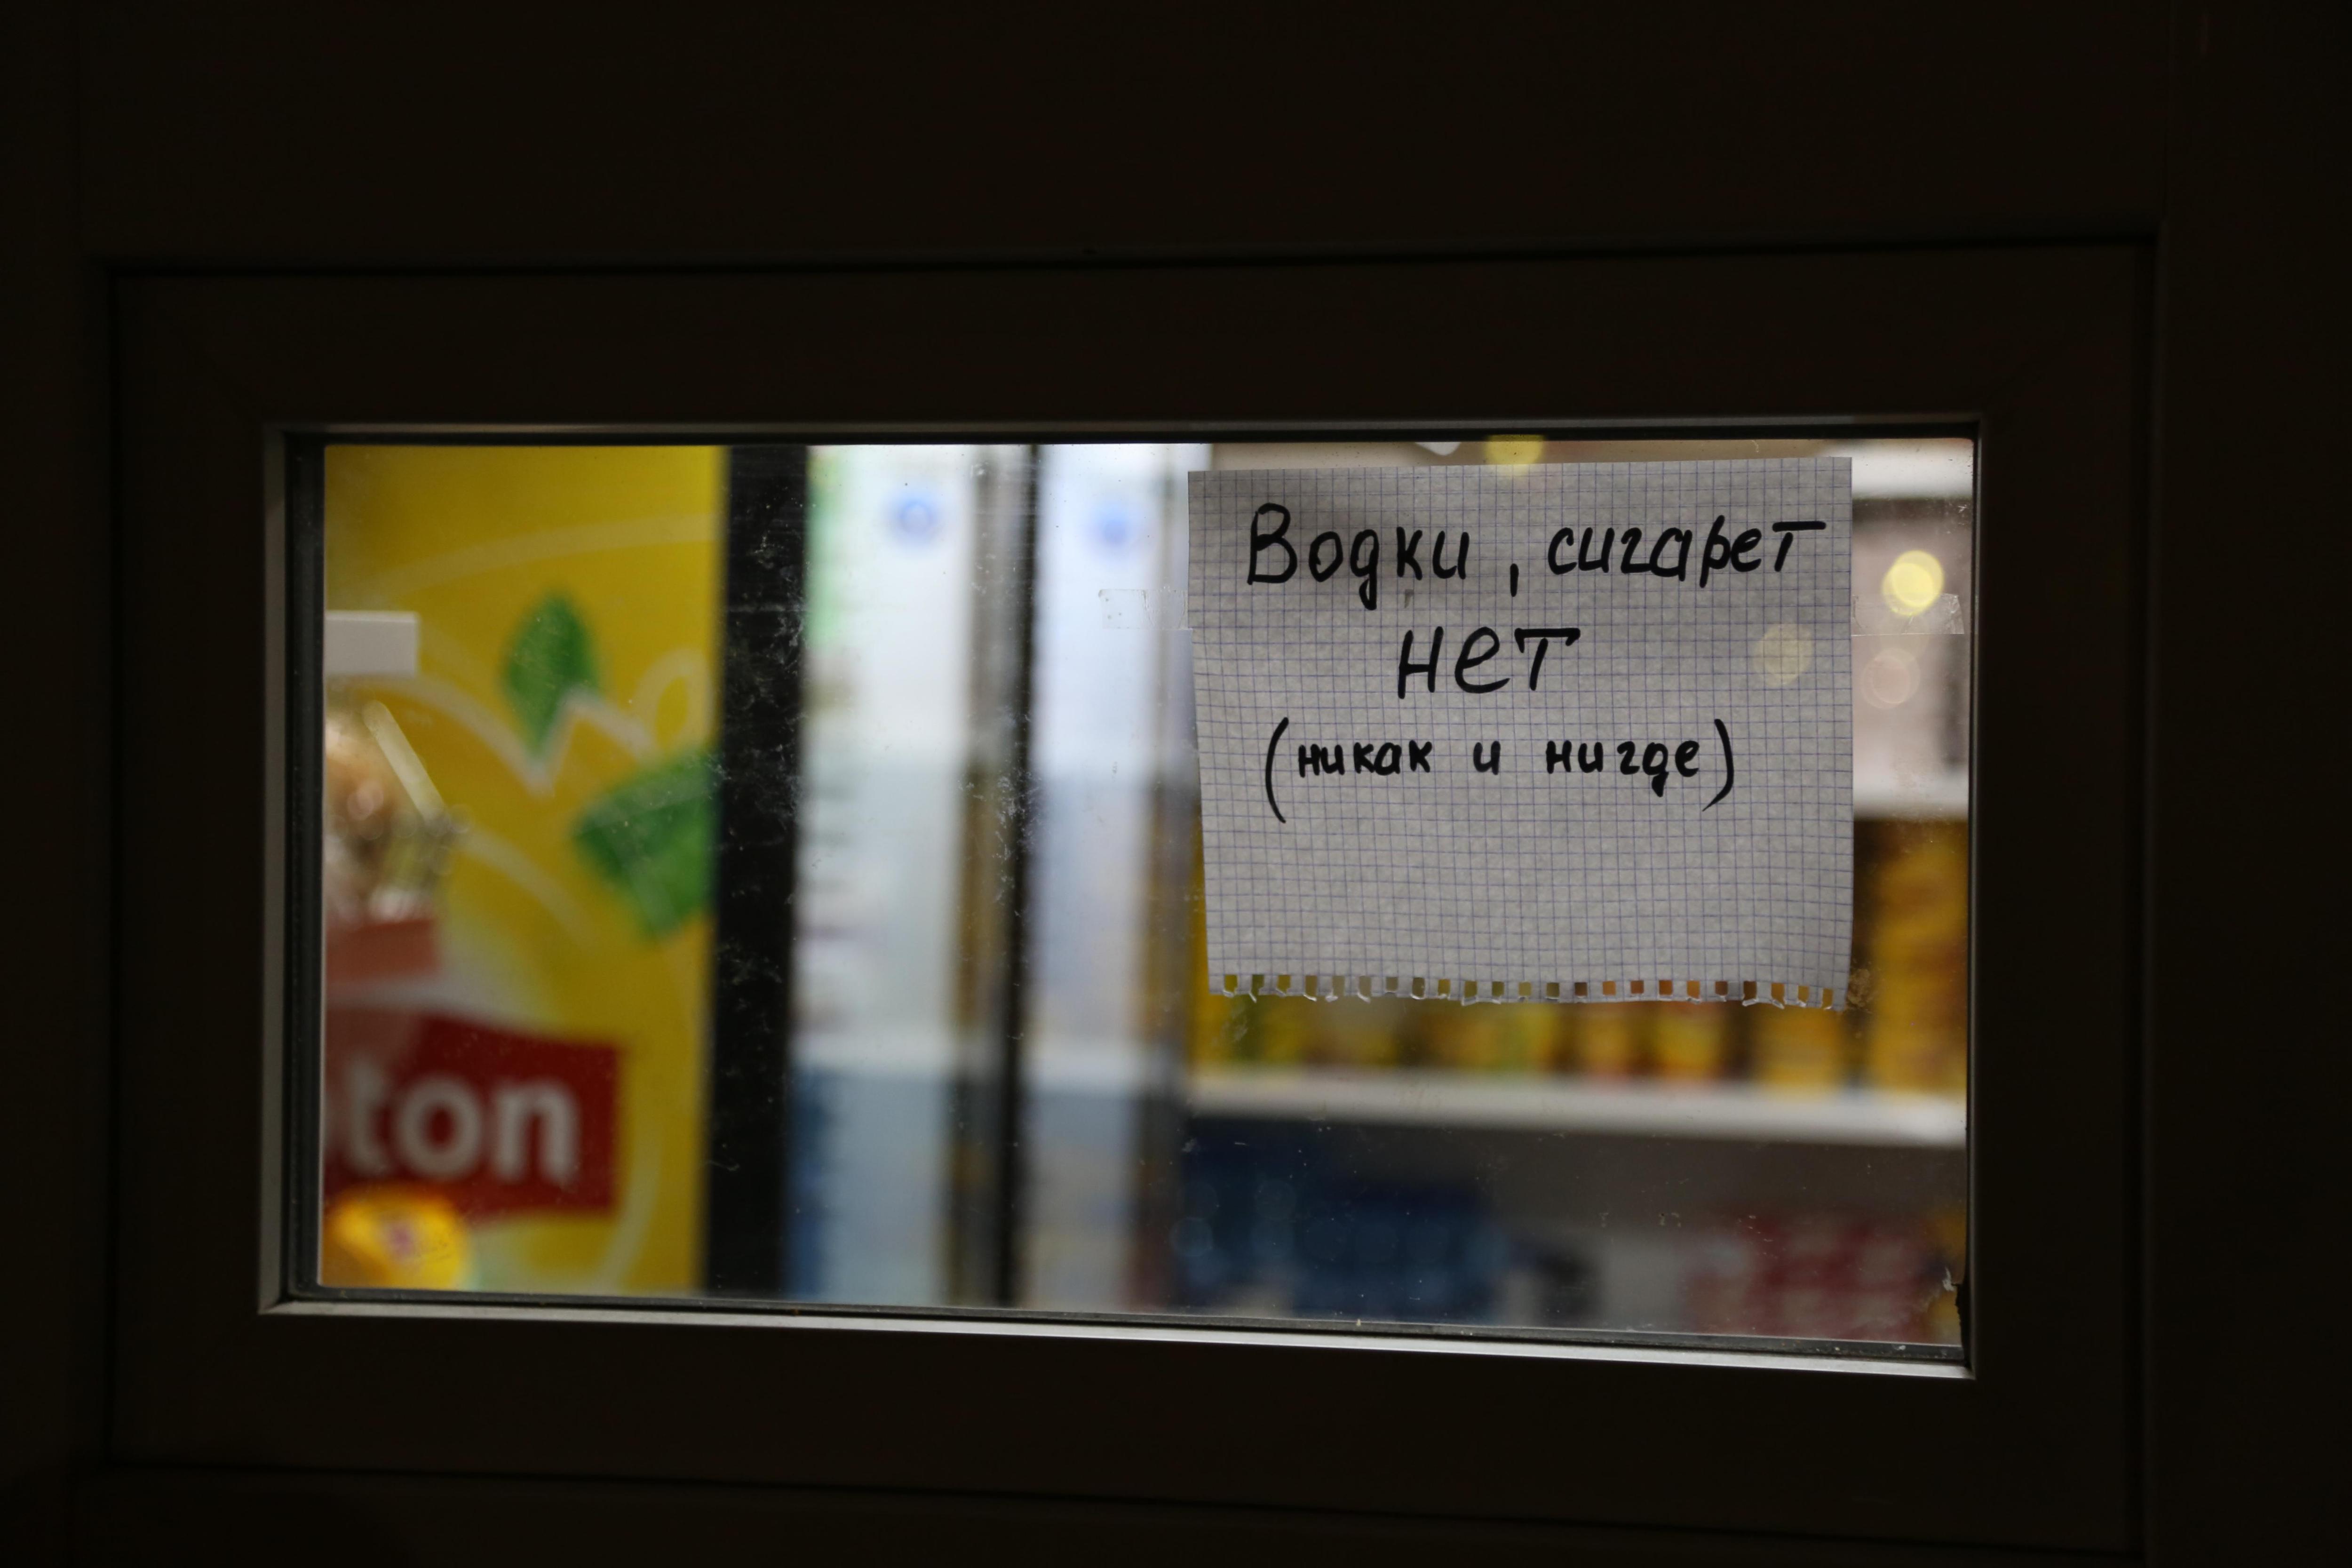 Водки, сигарет
нет
(никак и нигде)
ton